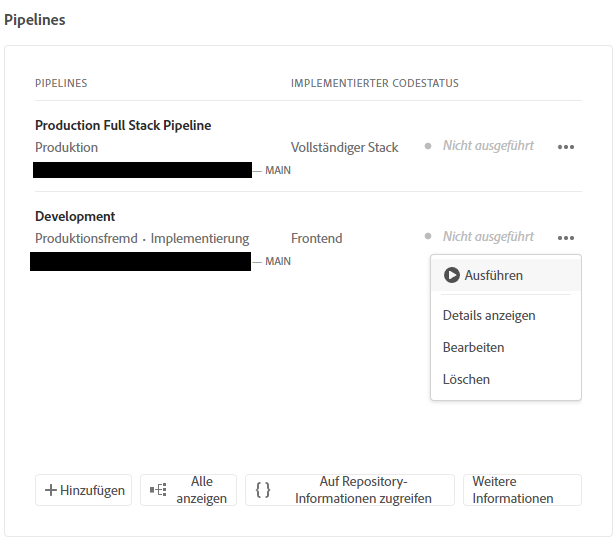 Pipelines
PIPELINES IMPLEMENTIERTER CODESTATUS
Production Full Stack Pipeline
Produktion Vollständiger Stack Nicht ausgeführt
— MAIN
Development
Produktionsfremd · Implementierung Frontend Nicht ausgeführt
— MAIN
Ausführen
Details anzeigen
Bearbeiten
Löschen
Hinzufügen
Alle
anzeigen
Auf Repository-
Informationen zugreifen
Weitere
Informationen